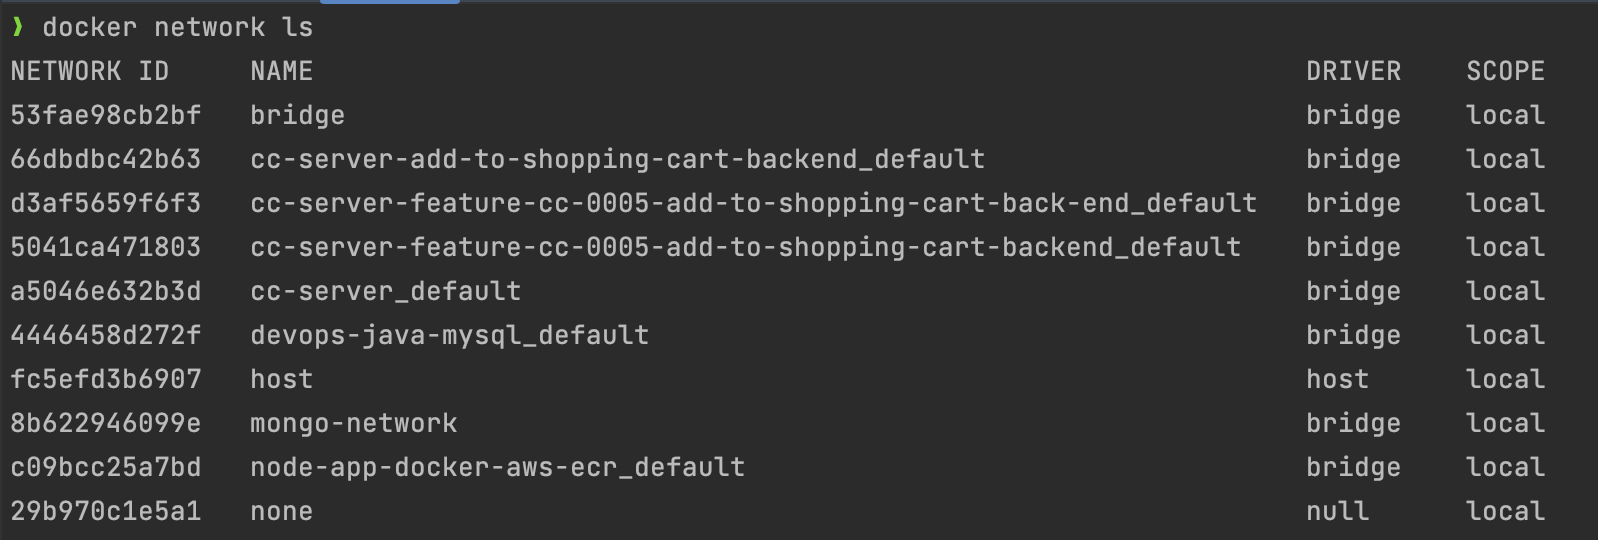 ❯ docker network ls
NETWORK ID     NAME                                                              DRIVER    SCOPE
53fae98cb2bf   bridge                                                            bridge    local
66dbdbc42b63   cc-server-add-to-shopping-cart-backend_default                    bridge    local
d3af5659f6f3   cc-server-feature-cc-0005-add-to-shopping-cart-back-end_default   bridge    local
5041ca471803   cc-server-feature-cc-0005-add-to-shopping-cart-backend_default    bridge    local
a5046e632b3d   cc-server_default                                                 bridge    local
4446458d272f   devops-java-mysql_default                                         bridge    local
fc5efd3b6907   host                                                              host      local
8b622946099e   mongo-network                                                     bridge    local
c09bcc25a7bd   node-app-docker-aws-ecr_default                                   bridge    local
29b970c1e5a1   none                                                              null      local